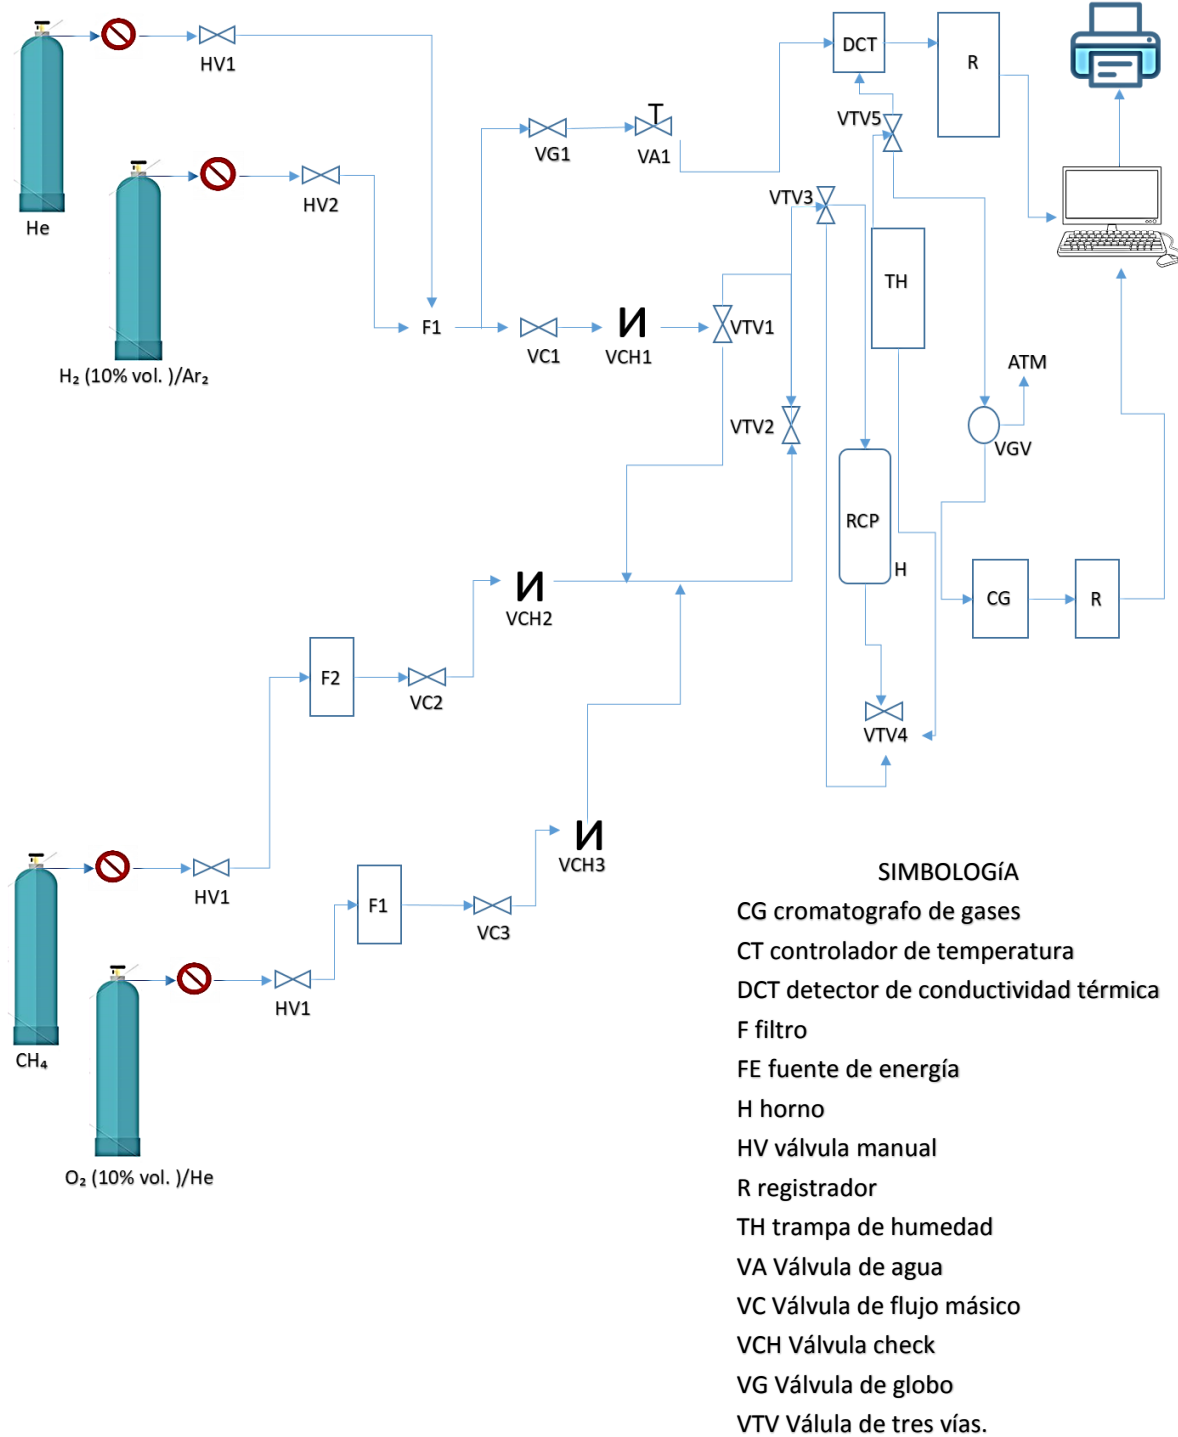 DCT
R
HV1
VTV5
T
VG1
VA1
HV2
VTV3
He
TH
F1
VTV1
VC1
VCH1
ATM
H₂ (10% vol. )/Ar₂
VTV2
VGV
RCP
H
CG
R
VCH2
F2
VC2
VTV4
VCH3
HV1
F1
VC3
HV1
CH₄
O₂ (10% vol. )/He
SIMBOLOGíA
CG cromatografo de gases
CT controlador de temperatura
DCT detector de conductividad térmica
F filtro
FE fuente de energía
H horno
HV válvula manual
R registrador
TH trampa de humedad
VA Válvula de agua
VC Válvula de flujo másico
VCH Válvula check
VG Válvula de globo
VTV Válula de tres vías.